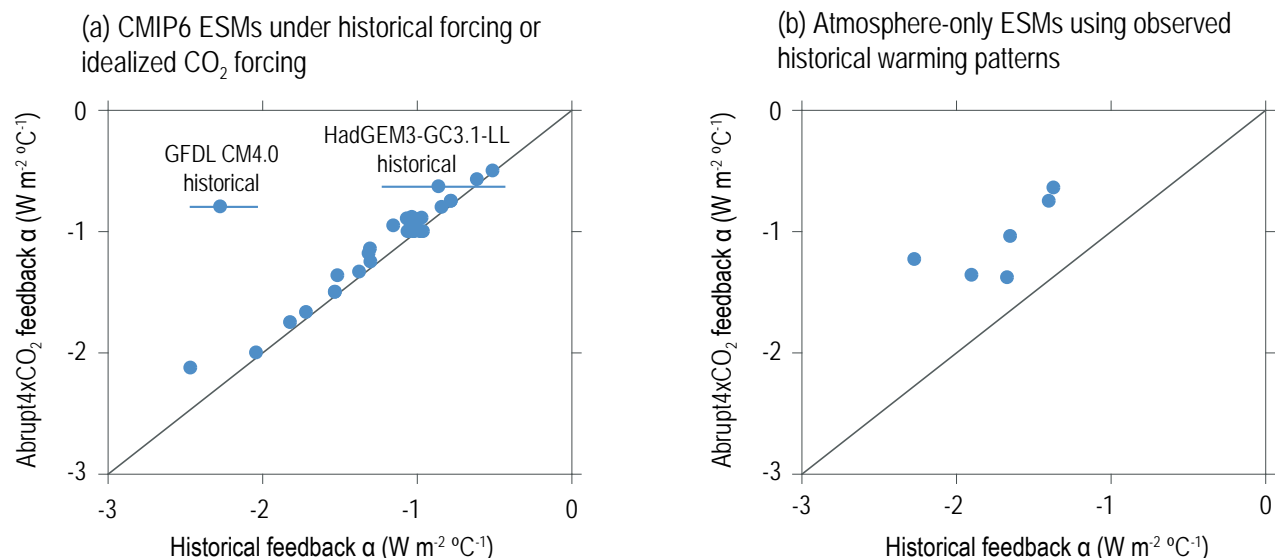 (a) CMIP6 ESMs under historical forcing or
idealized CO₂ forcing
0
-1
-2
-3
Abrupt4xCO₂ feedback α (W m⁻² ºC⁻¹)
GFDL CM4.0
historical
HadGEM3-GC3.1-LL
historical
-3
-2
-1
0
Historical feedback α (W m⁻² ºC⁻¹)
(b) Atmosphere-only ESMs using observed
historical warming patterns
0
-1
-2
-3
Abrupt4xCO₂ feedback α (W m⁻² ºC⁻¹)
-3
-2
-1
0
Historical feedback α (W m⁻² ºC⁻¹)